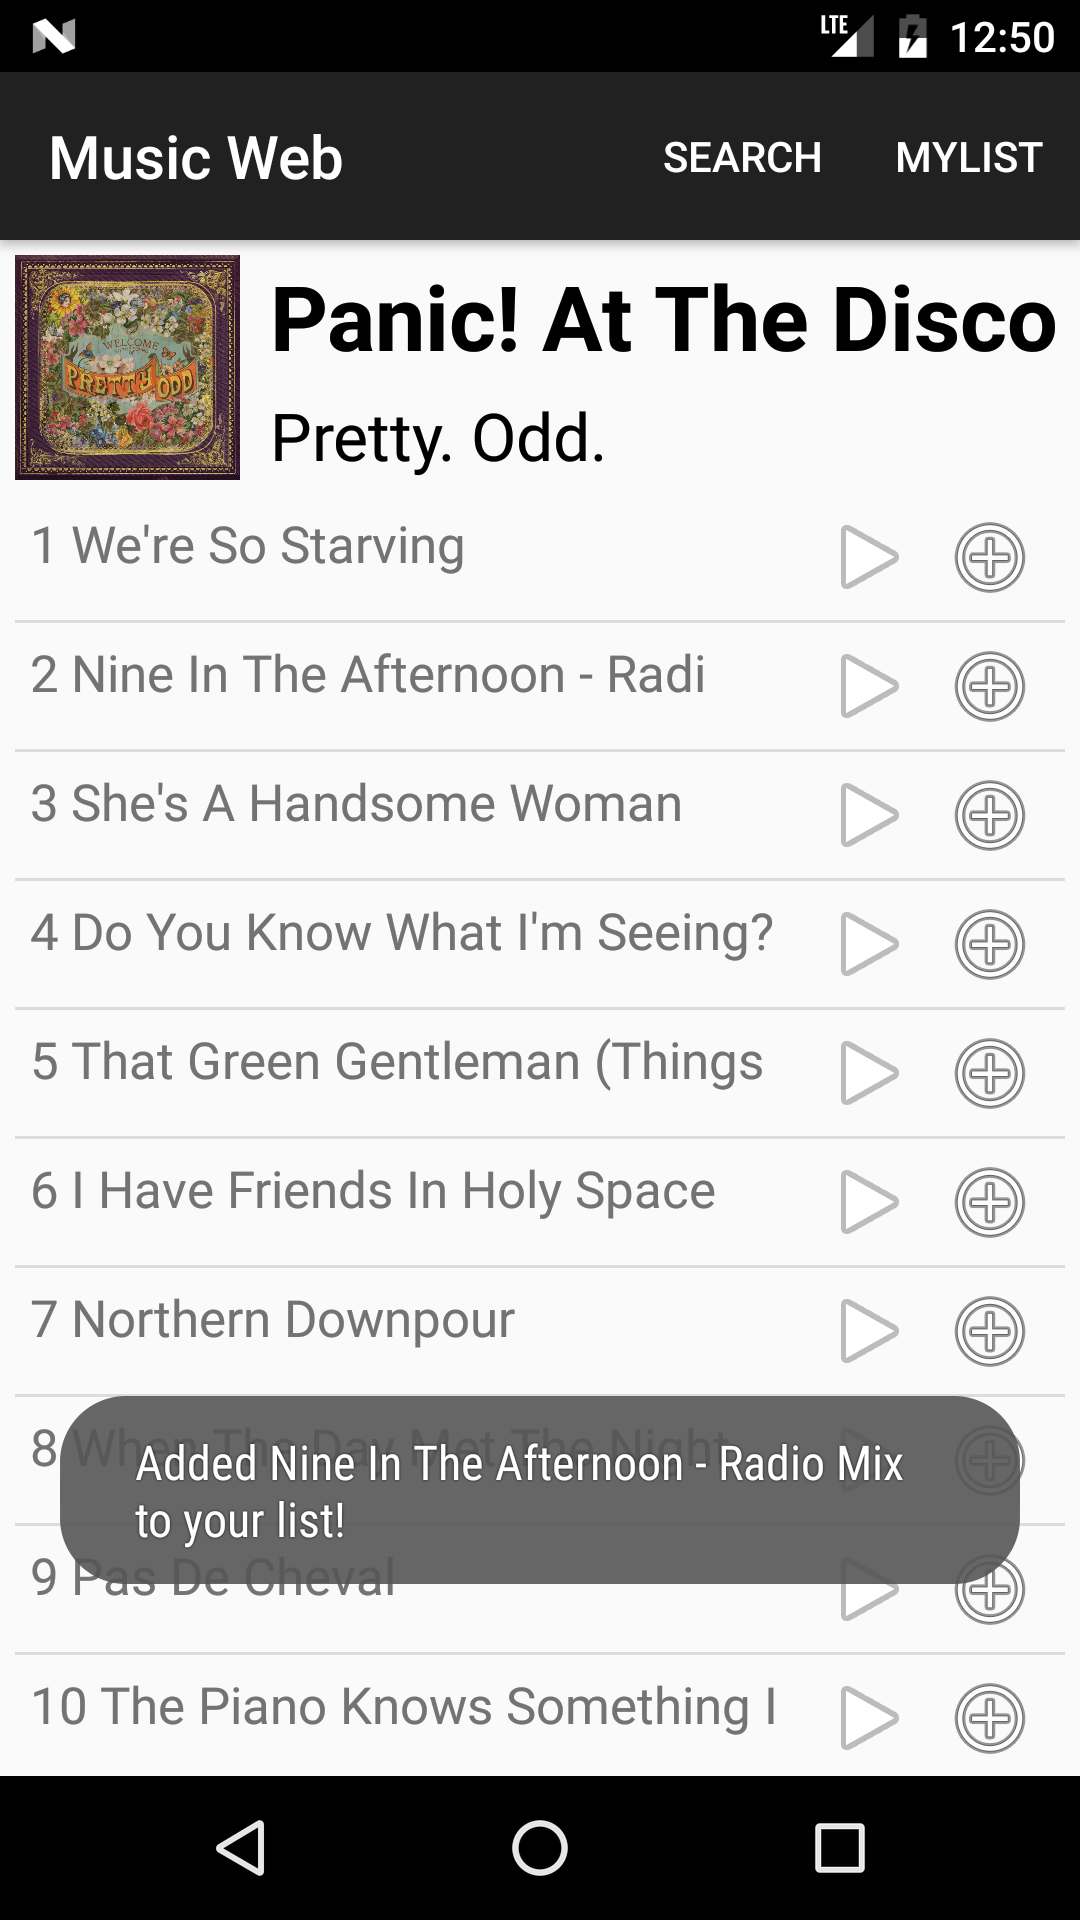 LTE 12:50
Music Web SEARCH MYLIST
WELCOME
PRETTY ODD
Panic! At The Disco
Pretty. Odd.
1 We're So Starving
2 Nine In The Afternoon - Radi
3 She's A Handsome Woman
4 Do You Know What I'm Seeing?
5 That Green Gentleman (Things
6 I Have Friends In Holy Space
7 Northern Downpour
8 When The Day Met The Night
Added Nine In The Afternoon - Radio Mix
to your list!
9 Pas De Cheval
10 The Piano Knows Something I